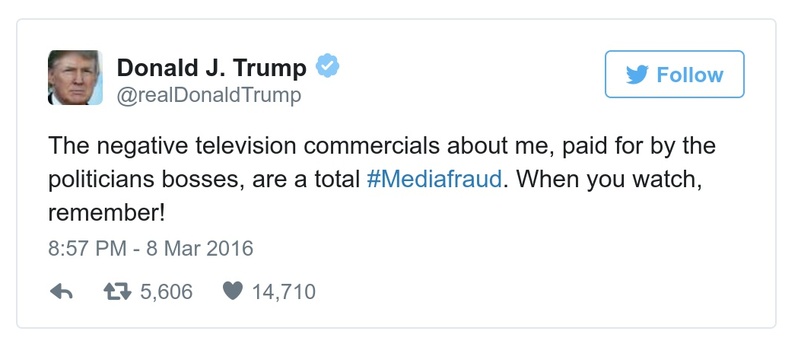 Donald J. Trump
@realDonaldTrump
Follow
The negative television commercials about me, paid for by the
politicians bosses, are a total #Mediafraud. When you watch,
remember!
8:57 PM - 8 Mar 2016
5,606 14,710